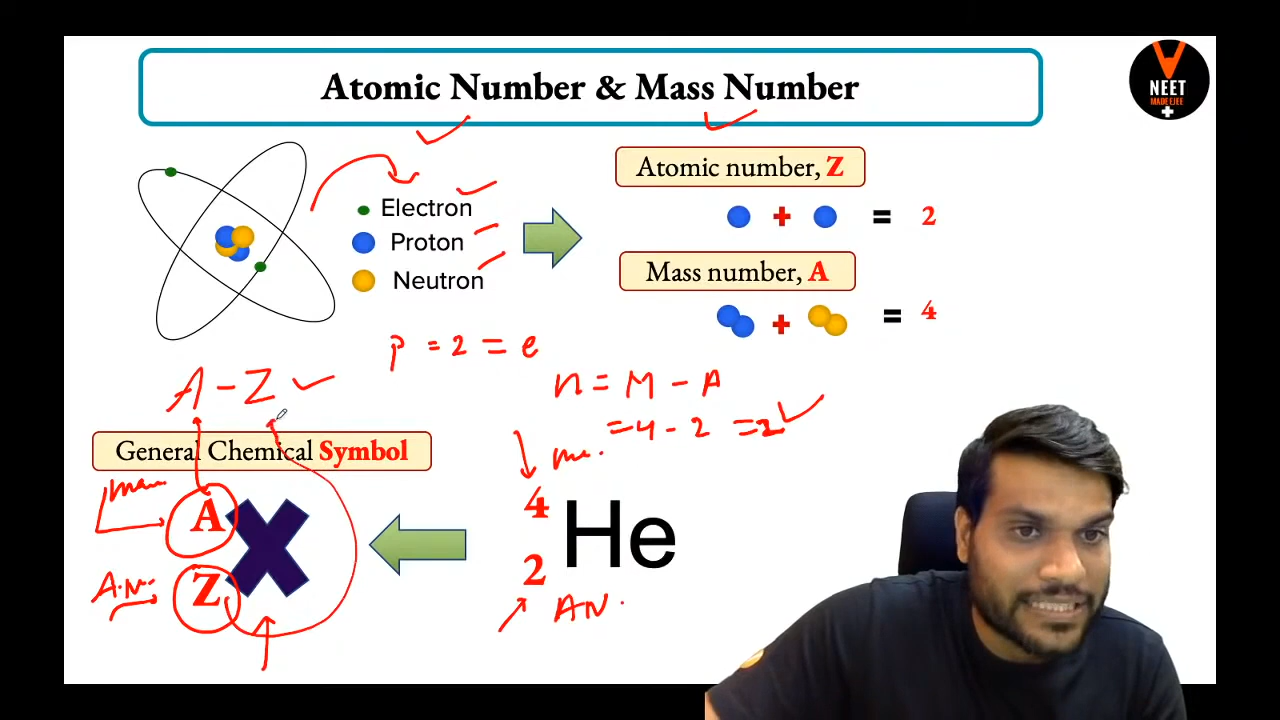 Atomic Number & Mass Number
NEET
MADE EJEE
Atomic number, Z
Electron
= 2
Proton
Mass number, A
Neutron
= 4
p = 2 = e
A - Z
n = M - A
= 4 - 2 = 2
General Chemical Symbol
A
X
Z
A.N.
4
He
2
AN.